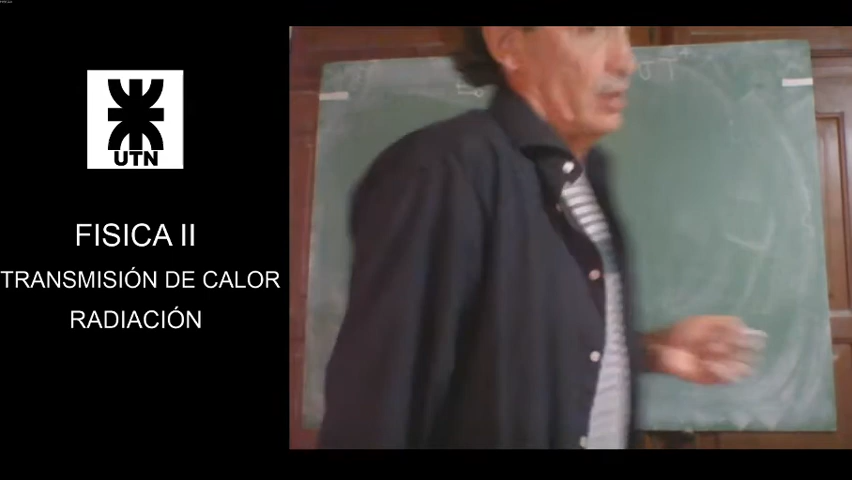 UTN
FISICA II
TRANSMISIÓN DE CALOR
RADIACIÓN